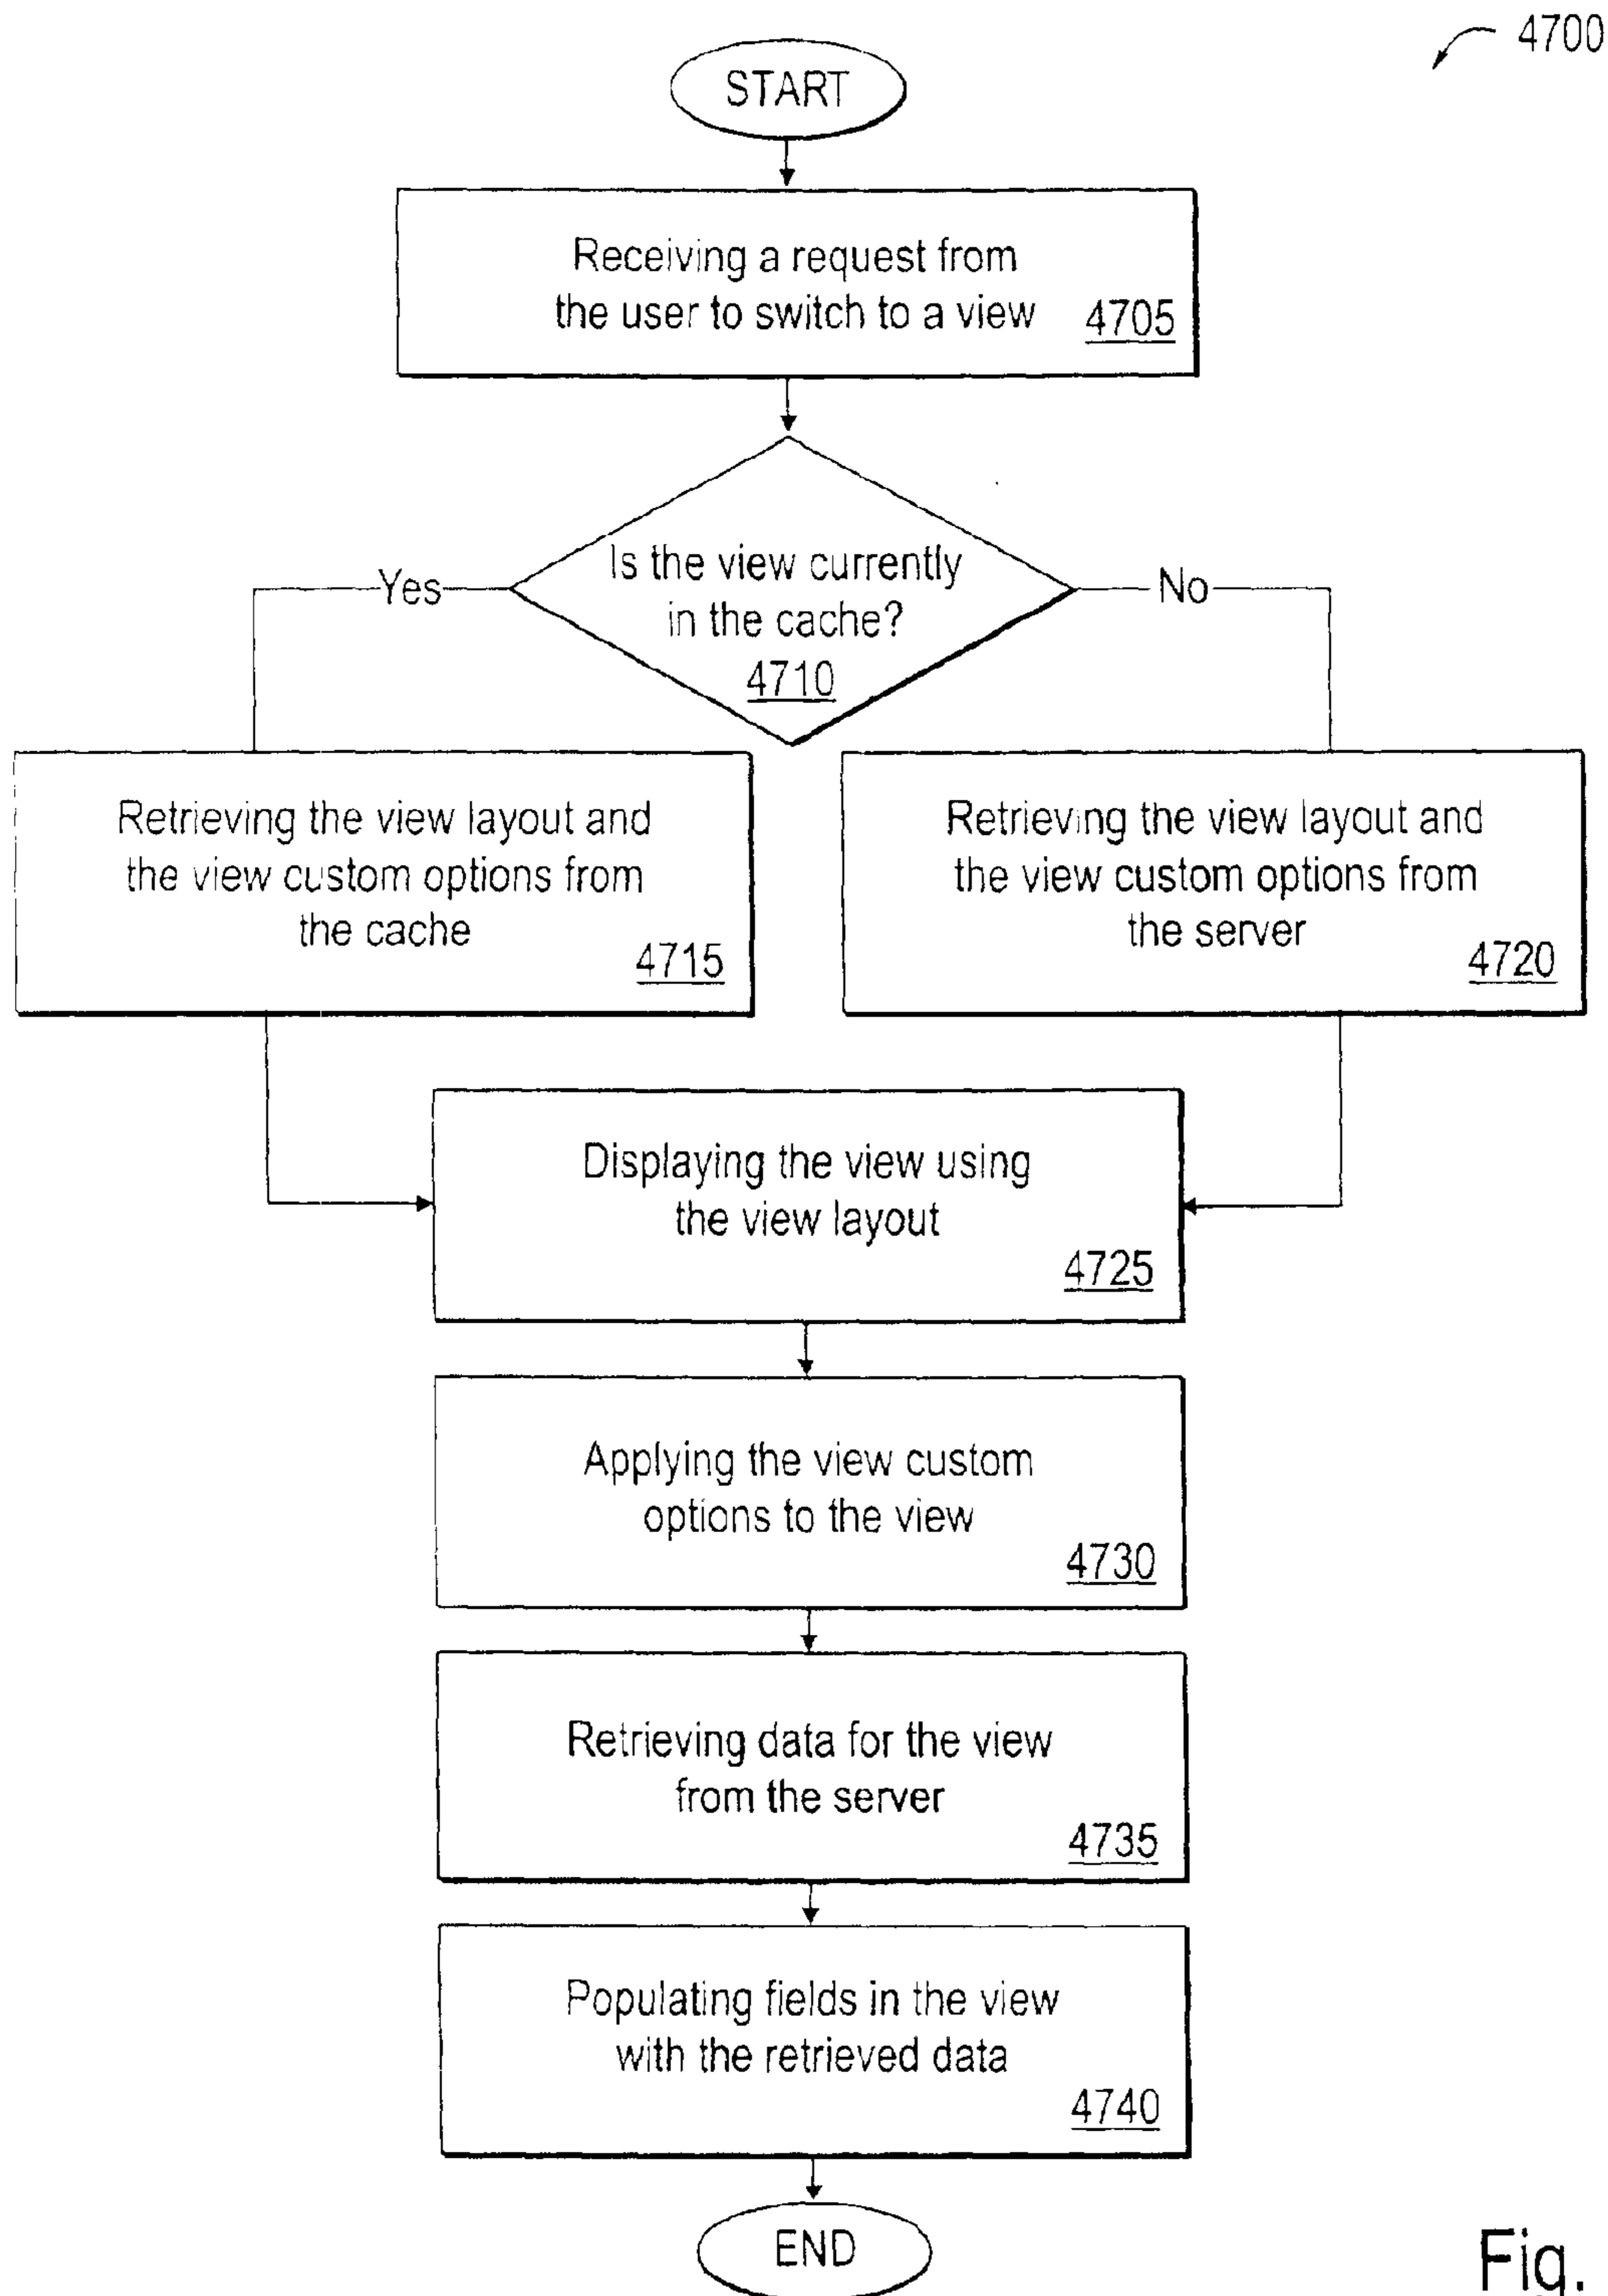 4700
START
Receiving a request from
the user to switch to a view 4705
Is the view currently
in the cache?
4710
Yes
No
Retrieving the view layout and
the view custom options from
the cache
4715
Retrieving the view layout and
the view custom options from
the server
4720
Displaying the view using
the view layout
4725
Applying the view custom
options to the view
4730
Retrieving data for the view
from the server
4735
Populating fields in the view
with the retrieved data
4740
END
Fig.